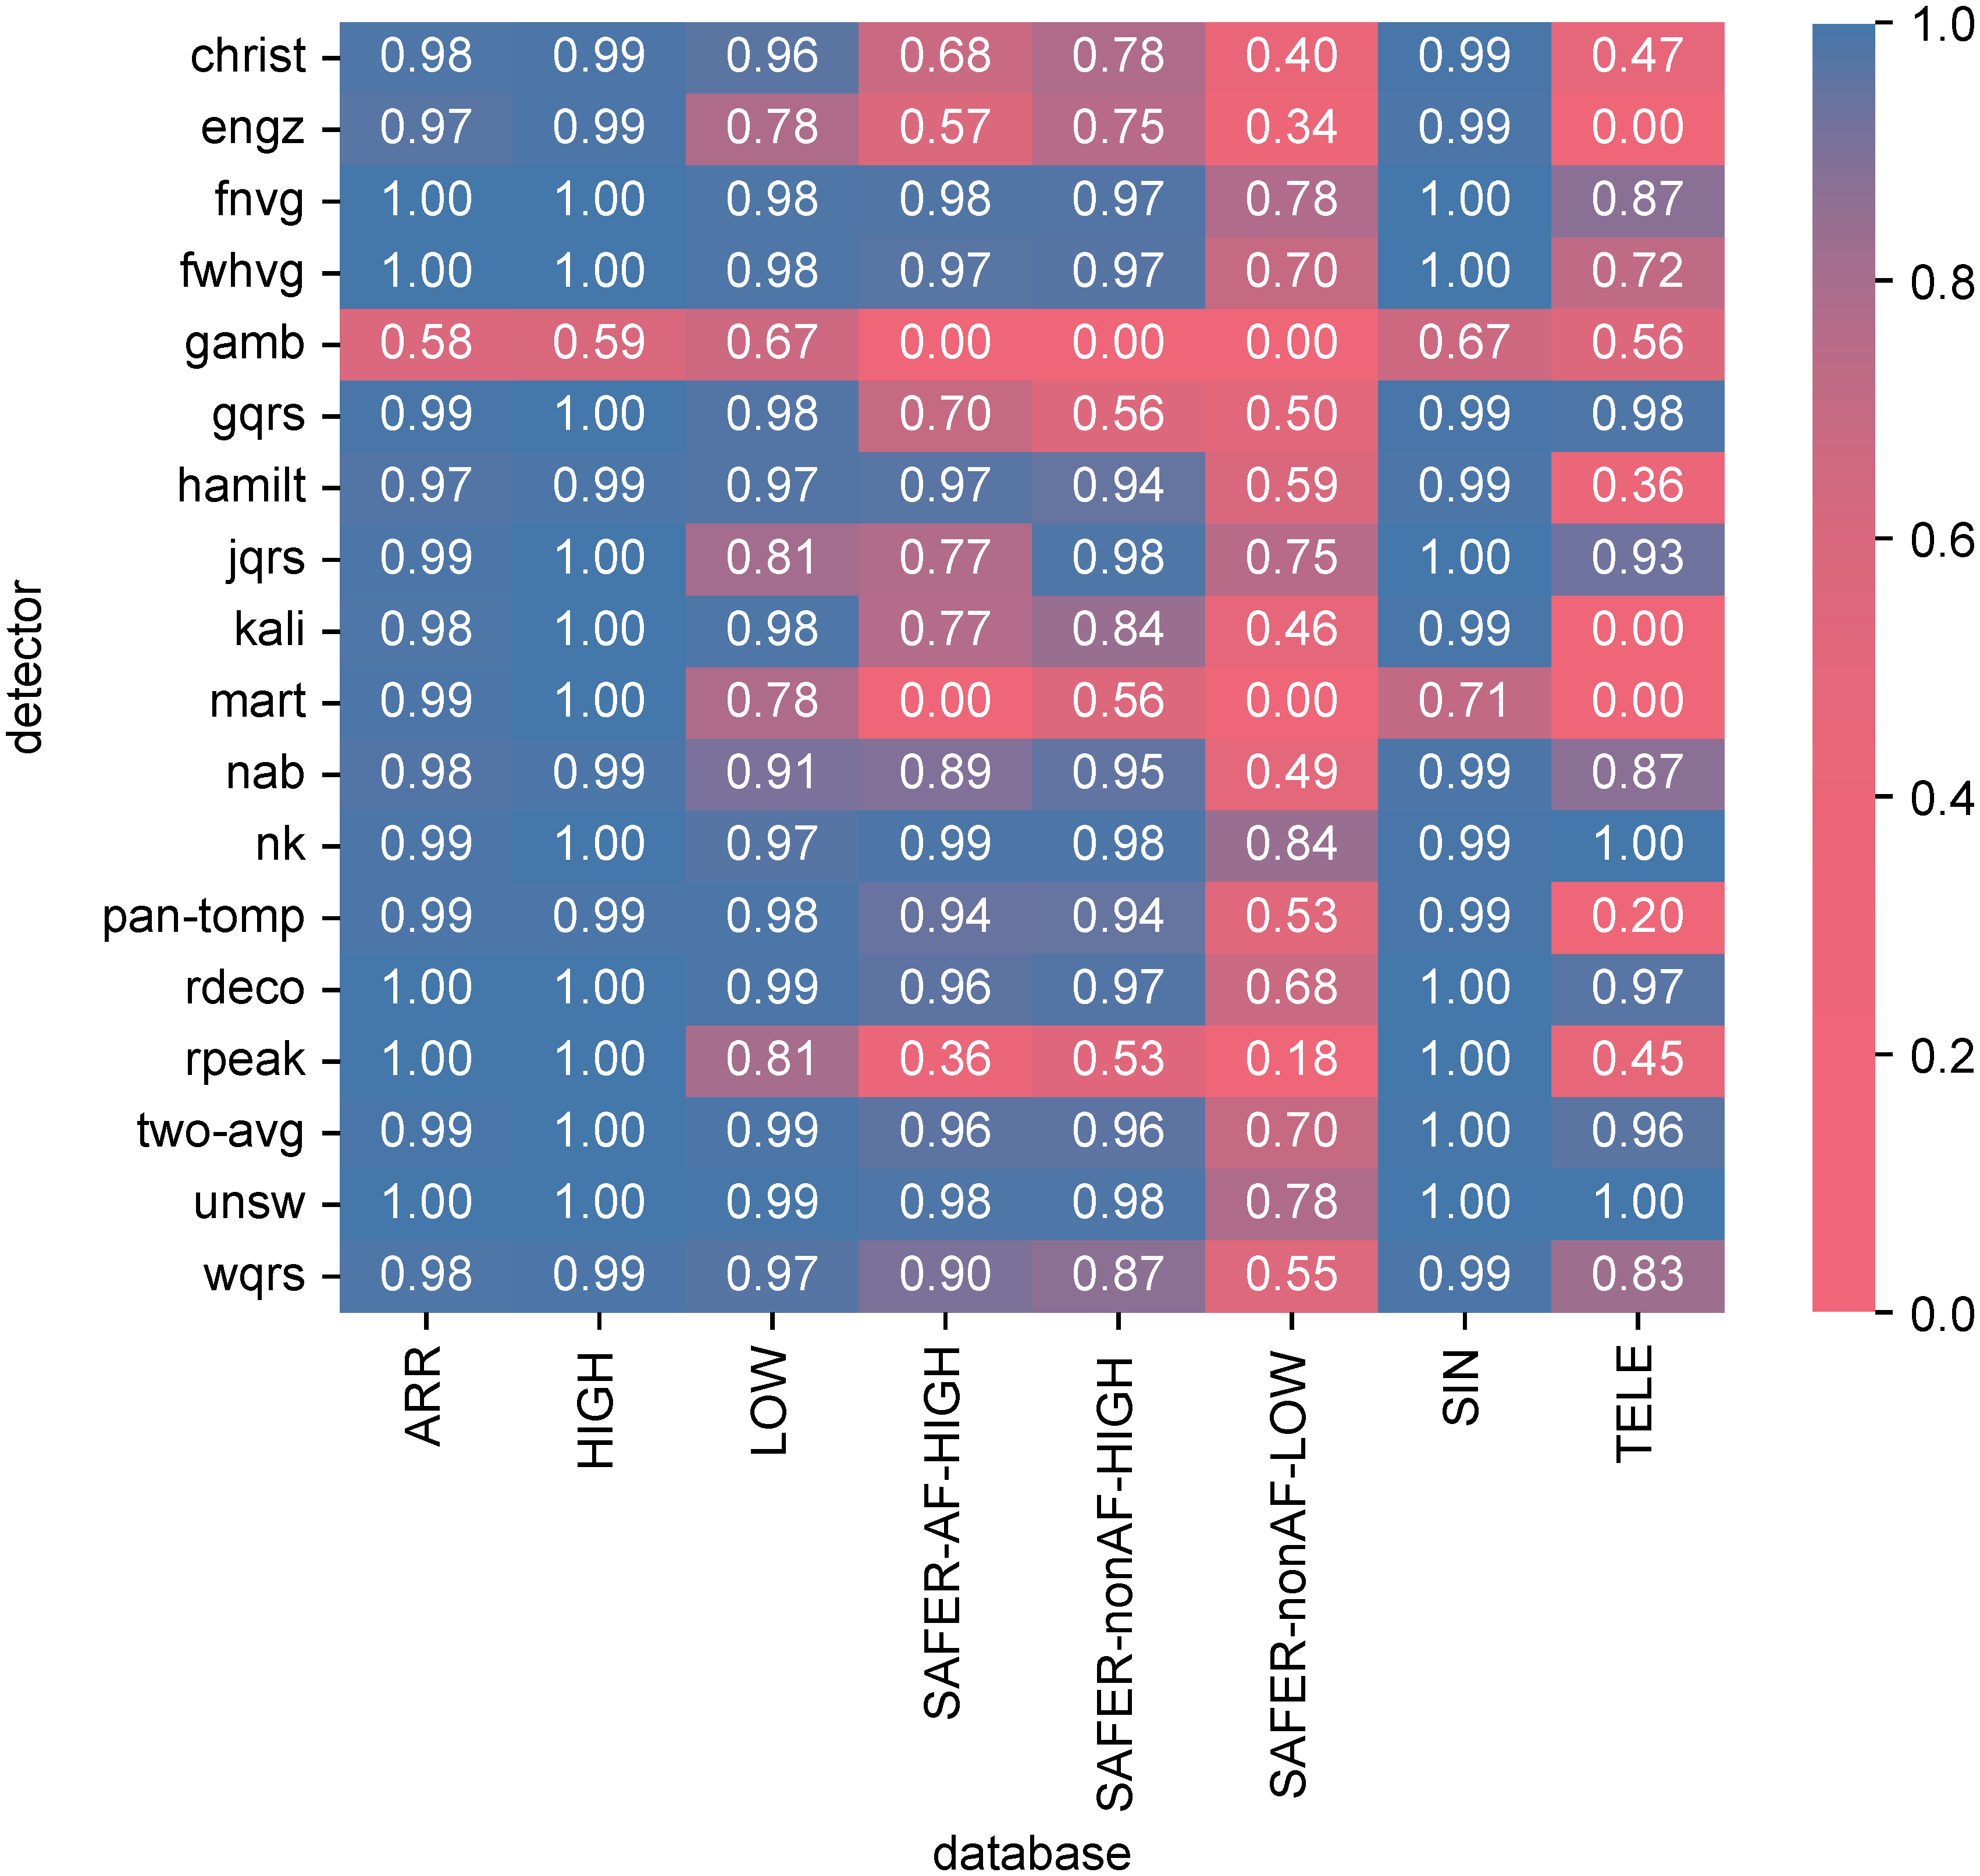 christ 0.98 0.99 0.96 0.68 0.78 0.40 0.99 0.47
engz 0.97 0.99 0.78 0.57 0.75 0.34 0.99 0.00
fnvg 1.00 1.00 0.98 0.98 0.97 0.78 1.00 0.87
fwhvg 1.00 1.00 0.98 0.97 0.97 0.70 1.00 0.72
gamb 0.58 0.59 0.67 0.00 0.00 0.00 0.67 0.56
gqrs 0.99 1.00 0.98 0.70 0.56 0.50 0.99 0.98
hamilt 0.97 0.99 0.97 0.97 0.94 0.59 0.99 0.36
jqrs 0.99 1.00 0.81 0.77 0.98 0.75 1.00 0.93
kali 0.98 1.00 0.98 0.77 0.84 0.46 0.99 0.00
mart 0.99 1.00 0.78 0.00 0.56 0.00 0.71 0.00
nab 0.98 0.99 0.91 0.89 0.95 0.49 0.99 0.87
nk 0.99 1.00 0.97 0.99 0.98 0.84 0.99 1.00
pan-tomp 0.99 0.99 0.98 0.94 0.94 0.53 0.99 0.20
rdeco 1.00 1.00 0.99 0.96 0.97 0.68 1.00 0.97
rpeak 1.00 1.00 0.81 0.36 0.53 0.18 1.00 0.45
two-avg 0.99 1.00 0.99 0.96 0.96 0.70 1.00 0.96
unsw 1.00 1.00 0.99 0.98 0.98 0.78 1.00 1.00
wqrs 0.98 0.99 0.97 0.90 0.87 0.55 0.99 0.83
detector
ARR
HIGH
LOW
SAFER-AF-HIGH
SAFER-nonAF-HIGH
SAFER-nonAF-LOW
SIN
TELE
database
1.0
0.8
0.6
0.4
0.2
0.0